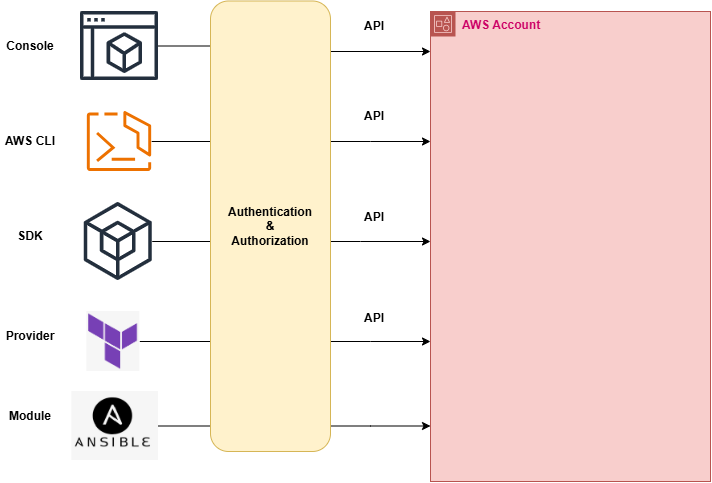 Console
API
AWS Account
AWS CLI
API
SDK
Authentication
&
Authorization
API
Provider
API
Module
ANSIBLE